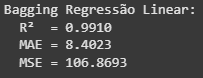 Bagging Regressão Linear:
R² = 0.9910
MAE = 8.4023
MSE = 106.8693